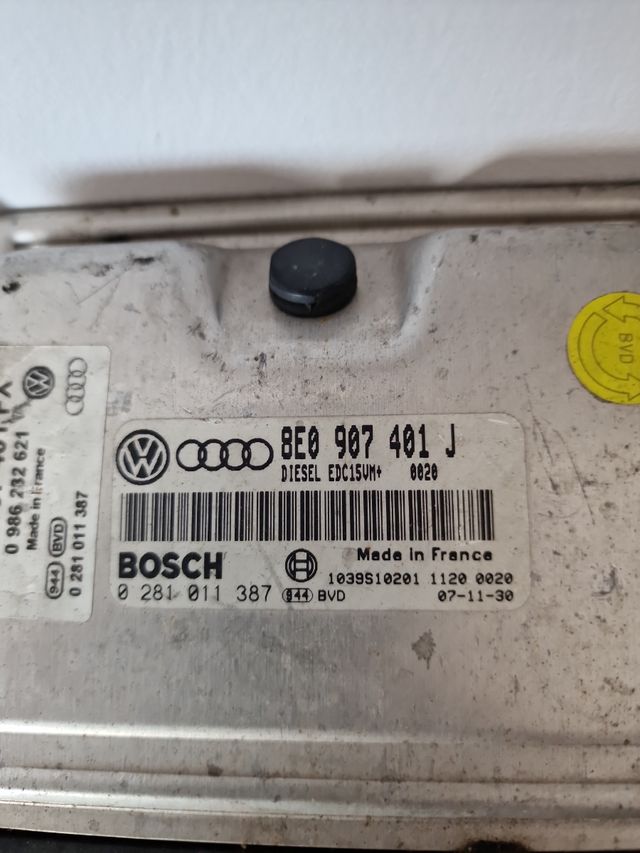 8E0 907 401 J
DIESEL EDC15VM+ 0020
BOSCH
Made in France
1039S10201 1120 0020
0 281 011 387 944 BVD 07-11-30
0 986 232 621
Made in France
944 BVD
0 281 011 387
BVD